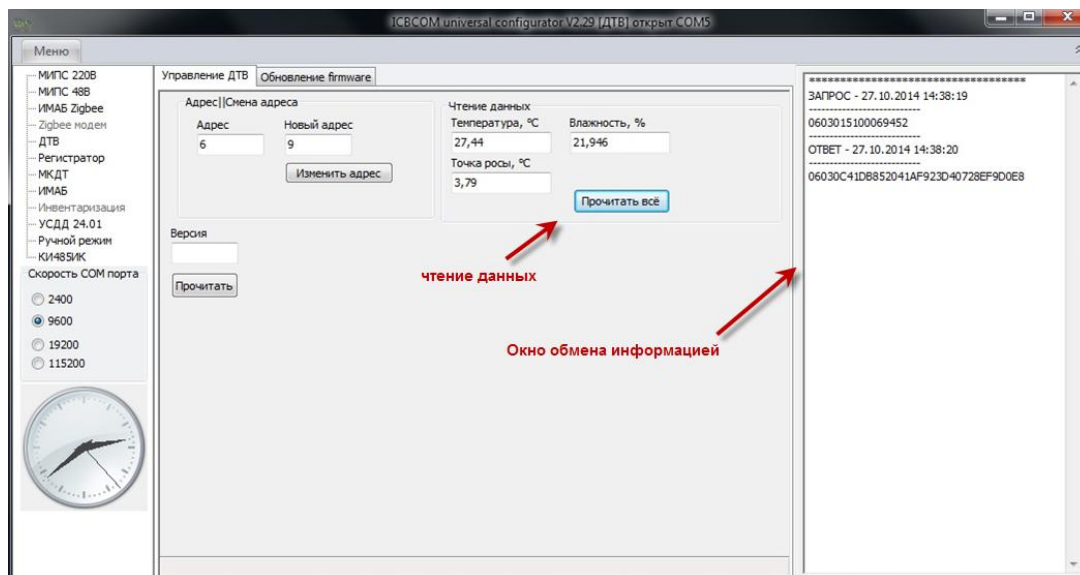 ICBCOM universal configurator V2.29 [ДТВ] открыт COM5
Меню
МИПС 220В
МИПС 48В
ИМАБ Zigbee
Zigbee модем
ДТВ
Регистратор
МКДТ
ИМАБ
Инвентаризация
УСДД 24.01
Ручной режим
КИ485ИК
Скорость COM порта
2400
9600
19200
115200
Управление ДТВ
Обновление firmware
Адрес||Смена адреса
Адрес
Новый адрес
6
9
Изменить адрес
Чтение данных
Температура, °C
Влажность, %
27,44
21,946
Точка росы, °C
3,79
Прочитать всё
Версия
Прочитать
чтение данных
Окно обмена информацией
***********************************
ЗАПРОС - 27.10.2014 14:38:19
----------------------------
0603015100069452
----------------------------
ОТВЕТ - 27.10.2014 14:38:20
----------------------------
06030C41DB852041AF923D40728EF9D0E8